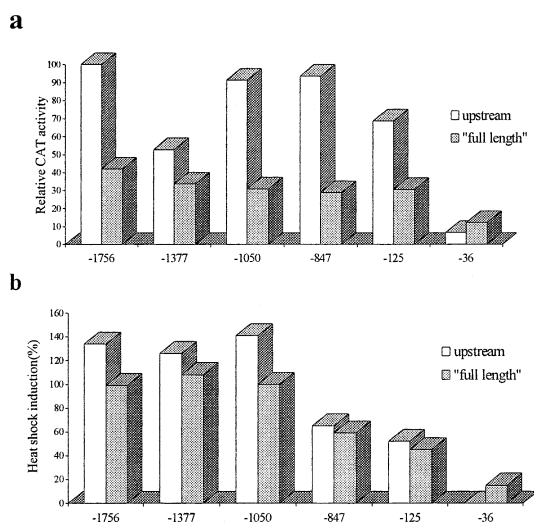 a
Relative CAT activity
100
90
80
70
60
50
40
30
20
10
0
upstream
"full length"
-1756 -1377 -1050 -847 -125 -36
b
Heat shock induction(%)
160
140
120
100
80
60
40
20
0
upstream
"full length"
-1756 -1377 -1050 -847 -125 -36